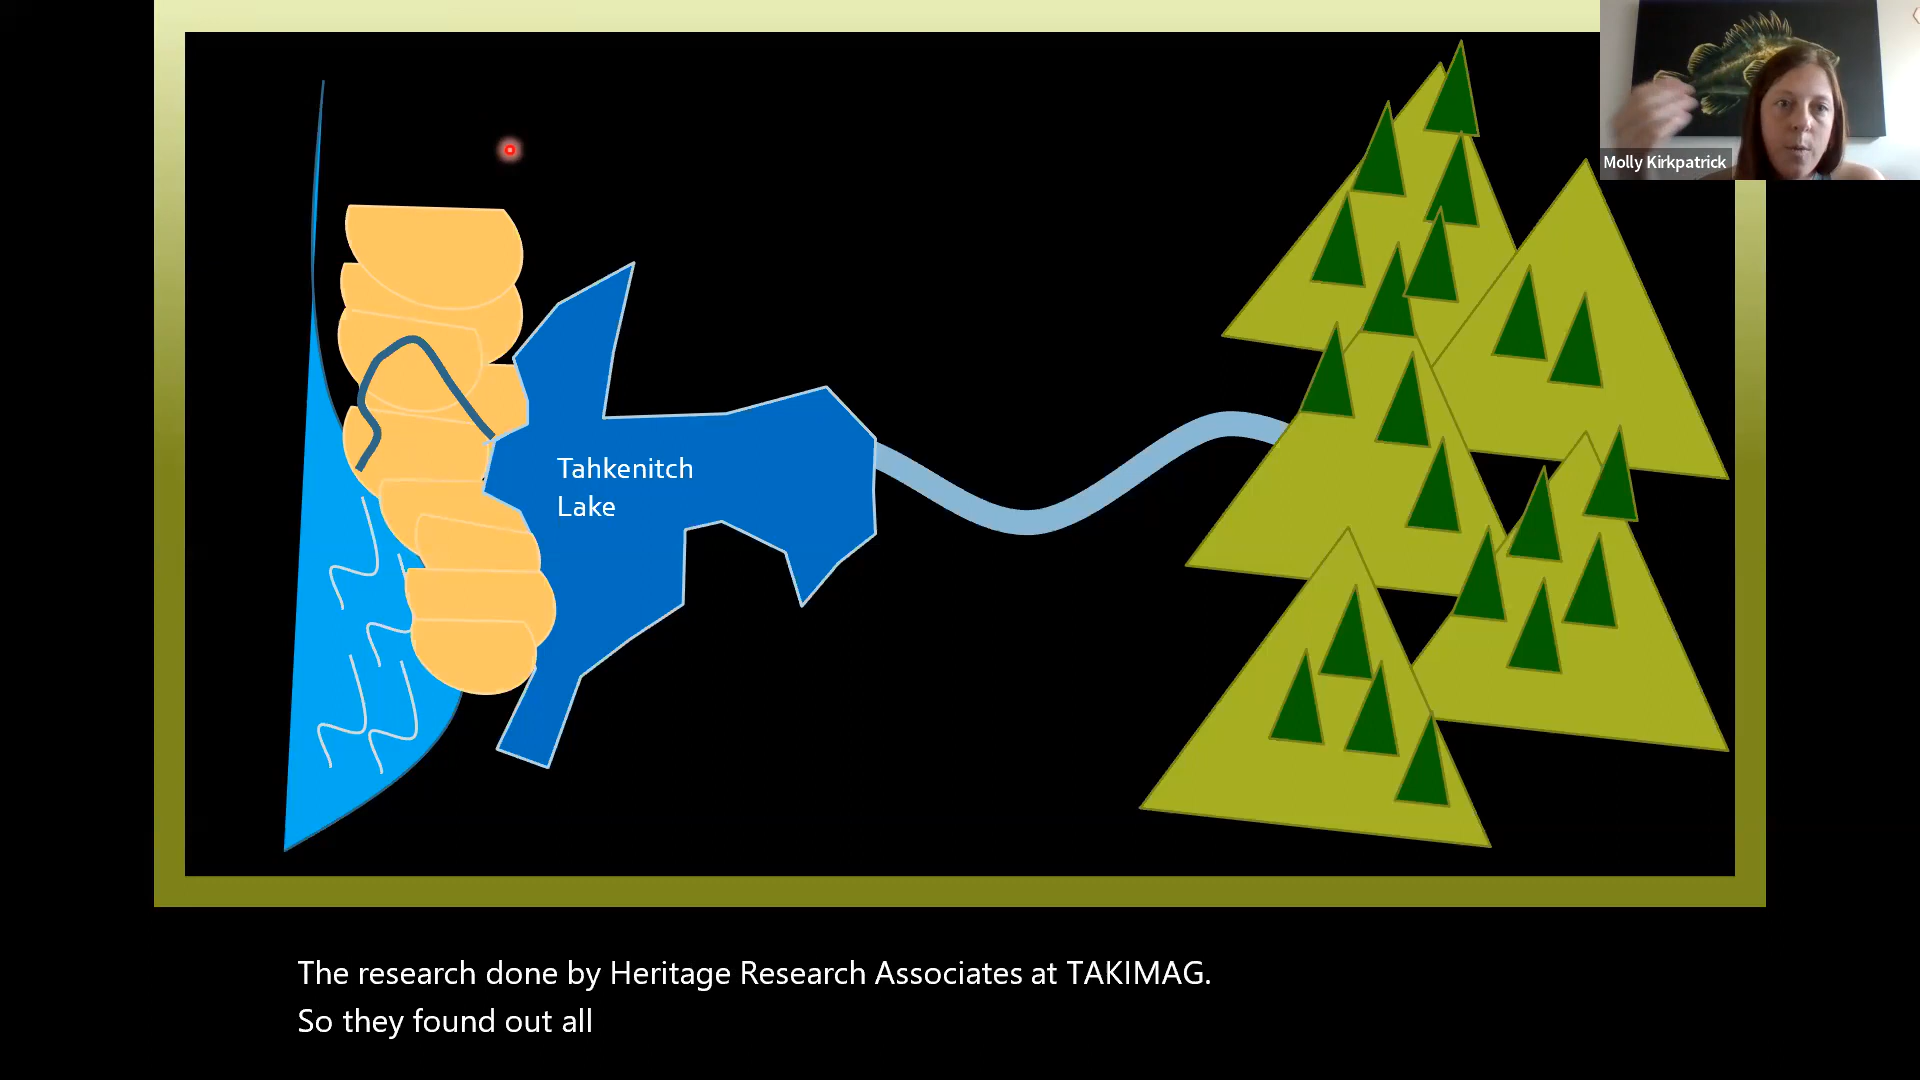 Molly Kirkpatrick
Tahkenitch
Lake
The research done by Heritage Research Associates at TAKIMAG.
So they found out all